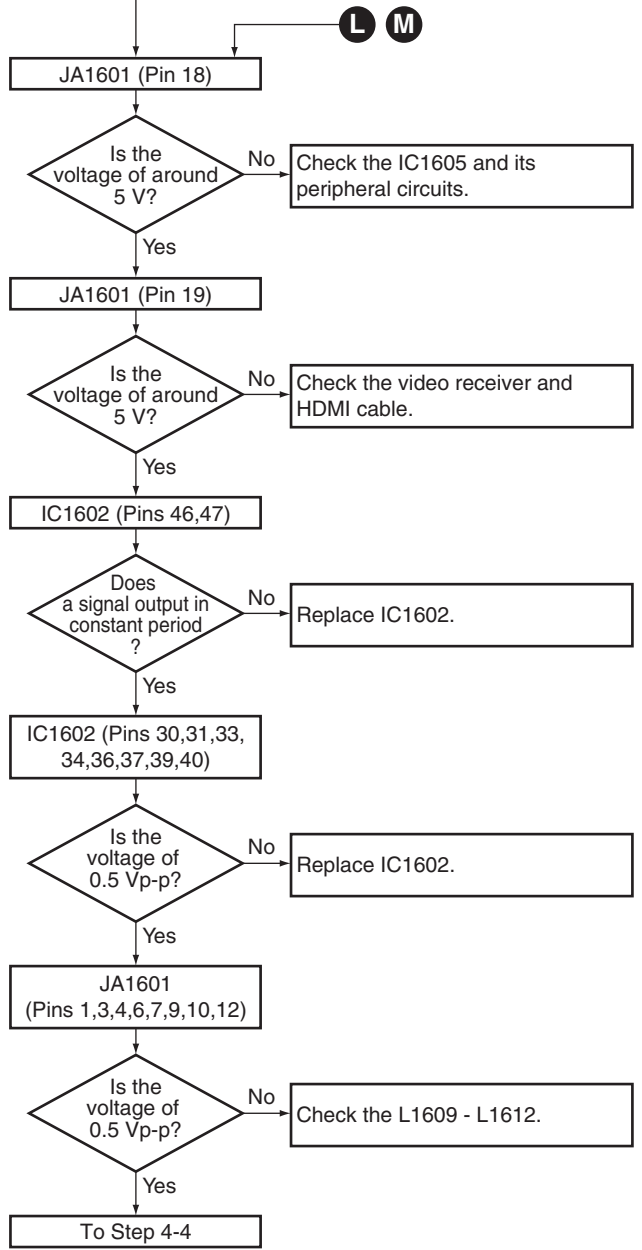 L M
JA1601 (Pin 18)
Is the
voltage of around
5 V?
No
Check the IC1605 and its
peripheral circuits.
Yes
JA1601 (Pin 19)
Is the
voltage of around
5 V?
No
Check the video receiver and
HDMI cable.
Yes
IC1602 (Pins 46,47)
Does
a signal output in
constant period
?
No
Replace IC1602.
Yes
IC1602 (Pins 30,31,33,
34,36,37,39,40)
Is the
voltage of
0.5 Vp-p?
No
Replace IC1602.
Yes
JA1601
(Pins 1,3,4,6,7,9,10,12)
Is the
voltage of
0.5 Vp-p?
No
Check the L1609 - L1612.
Yes
To Step 4-4